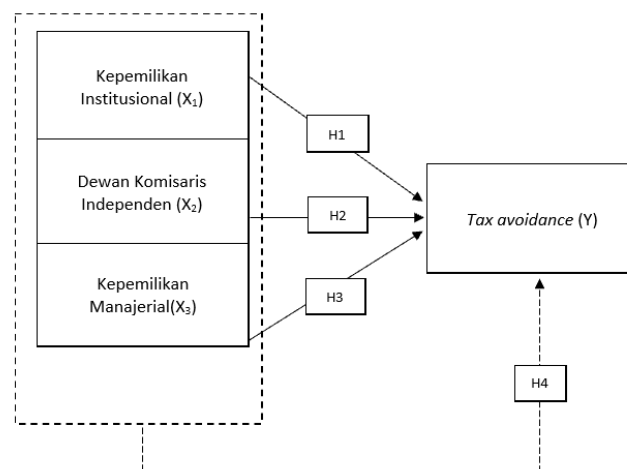 Kepemilikan
Institusional (X₁)
H1
Dewan Komisaris
Independen (X₂)
H2
Tax avoidance (Y)
Kepemilikan
Manajerial(X₃)
H3
H4